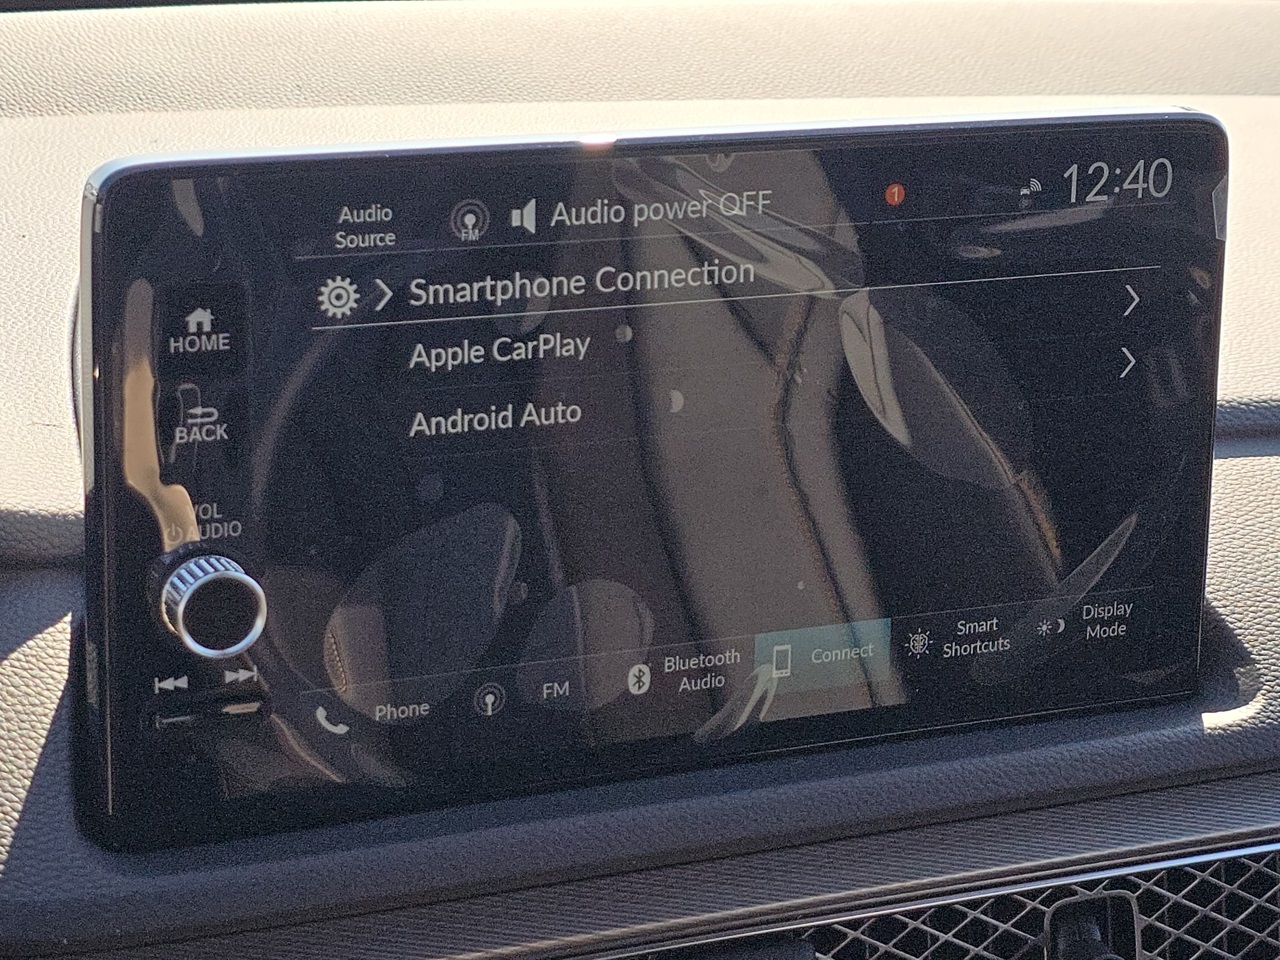 Audio
Source
FM
Audio power OFF
1
12:40
Smartphone Connection
Apple CarPlay
Android Auto
HOME
BACK
VOL
AUDIO
Phone
FM
Bluetooth
Audio
Connect
Smart
Shortcuts
Display
Mode